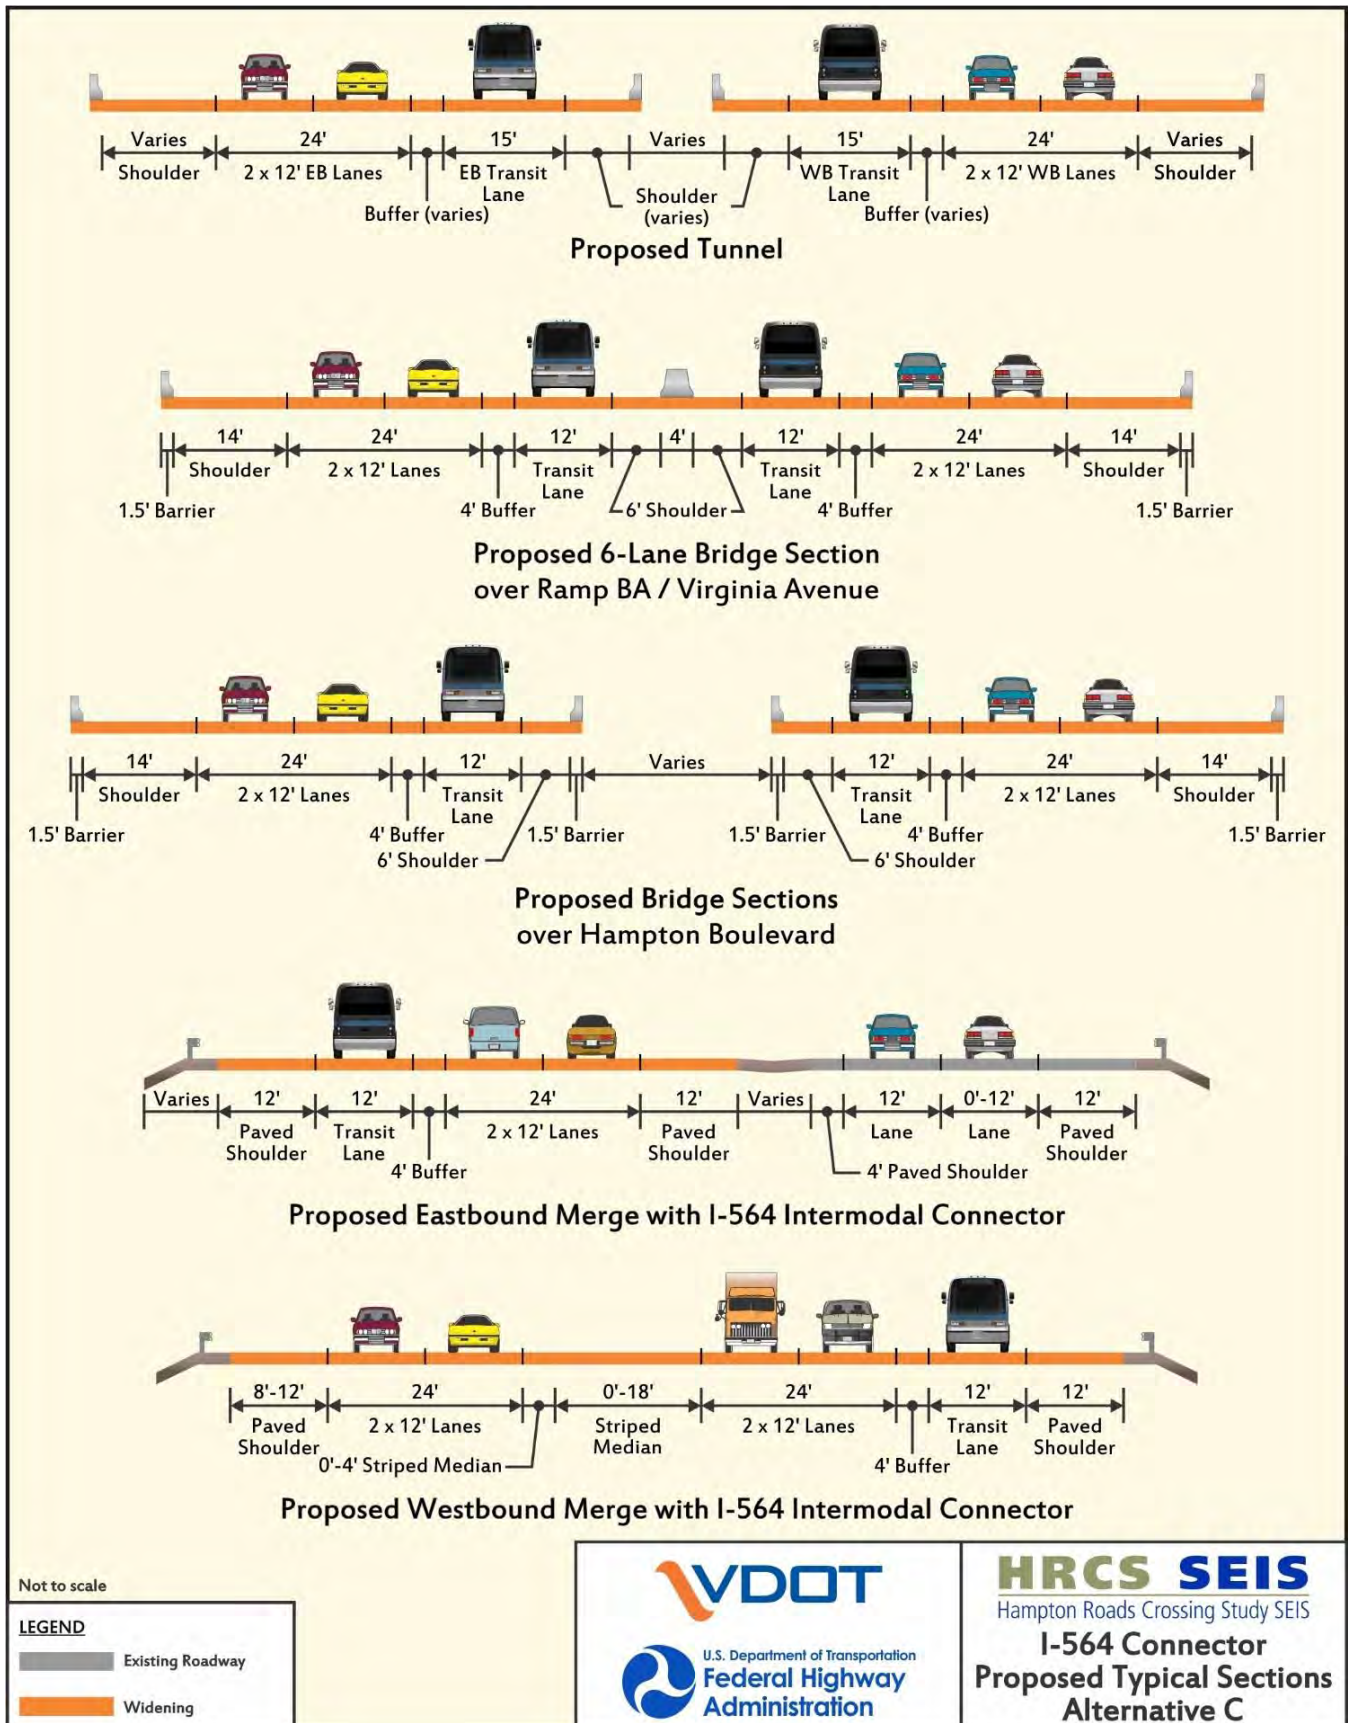 Varies 24' 15' Varies 15' 24' Varies
Shoulder 2 x 12' EB Lanes EB Transit Lane WB Transit Lane 2 x 12' WB Lanes Shoulder
Buffer (varies) Shoulder (varies) Buffer (varies)
Proposed Tunnel
14' 24' 12' 4' 12' 24' 14'
Shoulder 2 x 12' Lanes Transit Lane Transit Lane 2 x 12' Lanes Shoulder
1.5' Barrier 4' Buffer 6' Shoulder 4' Buffer 1.5' Barrier
Proposed 6-Lane Bridge Section
over Ramp BA / Virginia Avenue
14' 24' 12' Varies 12' 24' 14'
Shoulder 2 x 12' Lanes Transit Lane Transit Lane 2 x 12' Lanes Shoulder
1.5' Barrier 4' Buffer 1.5' Barrier 1.5' Barrier 4' Buffer 1.5' Barrier
6' Shoulder 6' Shoulder
Proposed Bridge Sections
over Hampton Boulevard
Varies 12' 12' 24' 12' Varies 12' 0'-12' 12'
Paved Shoulder Transit Lane 2 x 12' Lanes Paved Shoulder Lane Lane Paved Shoulder
4' Buffer 4' Paved Shoulder
Proposed Eastbound Merge with I-564 Intermodal Connector
8'-12' 24' 0'-18' 24' 12' 12'
Paved Shoulder 2 x 12' Lanes Striped Median 2 x 12' Lanes Transit Lane Paved Shoulder
0'-4' Striped Median 4' Buffer
Proposed Westbound Merge with I-564 Intermodal Connector
Not to scale
LEGEND
Existing Roadway
Widening
VDOT
U.S. Department of Transportation
Federal Highway
Administration
HRCS SEIS
Hampton Roads Crossing Study SEIS
I-564 Connector
Proposed Typical Sections
Alternative C